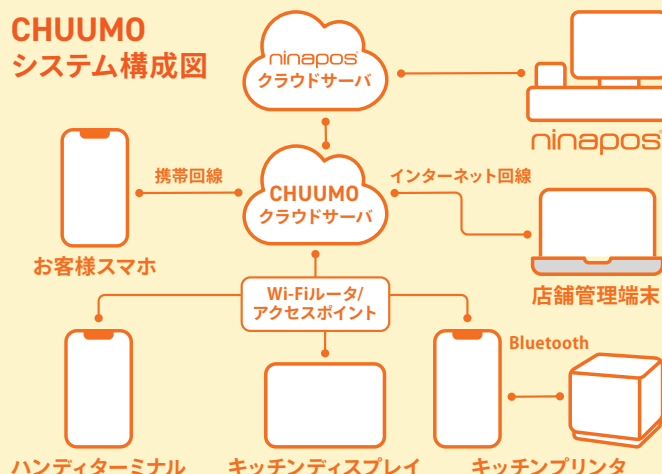 CHUUMO
システム構成図
ninapos
クラウドサーバ
ninapos
携帯回線
CHUUMO
クラウドサーバ
インターネット回線
お客様スマホ
店舗管理端末
Wi-Fiルータ/
アクセスポイント
Bluetooth
ハンディターミナル
キッチンディスプレイ
キッチンプリンタ